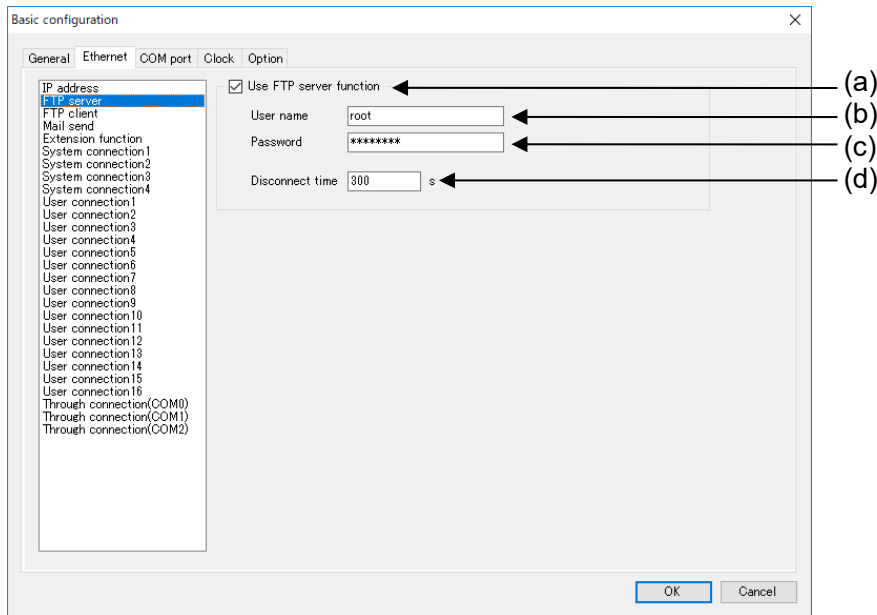 Basic configuration
General Ethernet COM port Clock Option
IP address
FTP server
FTP client
Mail send
Extension function
System connection1
System connection2
System connection3
System connection4
User connection1
User connection2
User connection3
User connection4
User connection5
User connection6
User connection7
User connection8
User connection9
User connection10
User connection11
User connection12
User connection13
User connection14
User connection15
User connection16
Through connection(COM0)
Through connection(COM1)
Through connection(COM2)
Use FTP server function (a)
User name root (b)
Password ******** (c)
Disconnect time 300 s (d)
OK Cancel